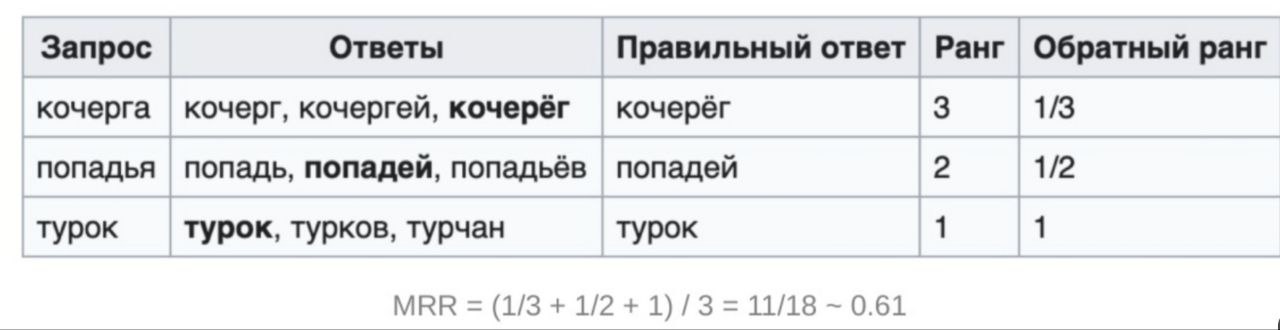 Запрос Ответы Правильный ответ Ранг Обратный ранг
кочерга кочерг, кочергей, кочерёг кочерёг 3 1/3
попадья попадь, попадей, попадьёв попадей 2 1/2
турок турок, турков, турчан турок 1 1
MRR = (1/3 + 1/2 + 1) / 3 = 11/18 ~ 0.61